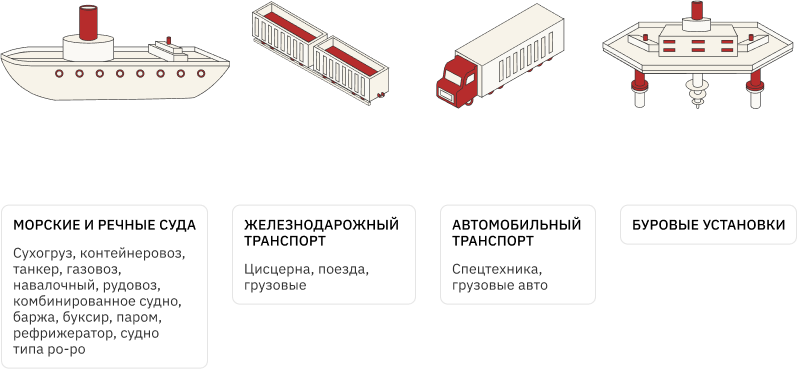 МОРСКИЕ И РЕЧНЫЕ СУДА
Сухогруз, контейнеровоз,
танкер, газовоз,
навалочный, рудовоз,
комбинированное судно,
баржа, буксир, паром,
рефрижератор, судно
типа ро-ро
ЖЕЛЕЗНОДАРОЖНЫЙ
ТРАНСПОРТ
Цисцерна, поезда,
грузовые
АВТОМОБИЛЬНЫЙ
ТРАНСПОРТ
Спецтехника,
грузовые авто
БУРОВЫЕ УСТАНОВКИ